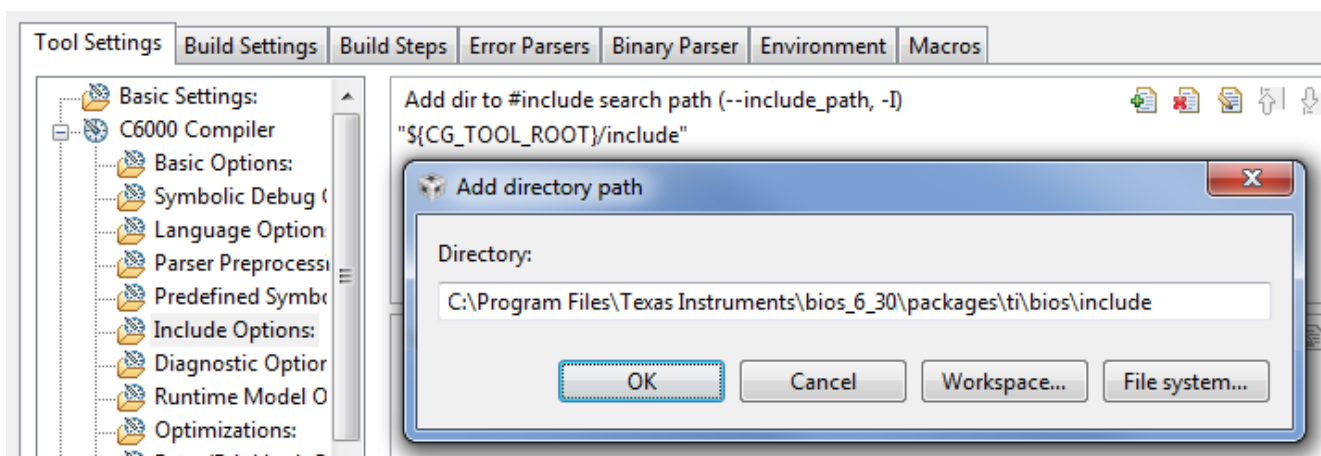 Tool Settings Build Settings Build Steps Error Parsers Binary Parser Environment Macros
Basic Settings:
C6000 Compiler
Basic Options:
Symbolic Debug
Language Option
Parser Preprocess
Predefined Symb
Include Options:
Diagnostic Option
Runtime Model O
Optimizations:
Add dir to #include search path (--include_path, -I)
"${CG_TOOL_ROOT}/include"
Add directory path
Directory:
C:\Program Files\Texas Instruments\bios_6_30\packages\ti\bios\include
OK Cancel Workspace... File system...